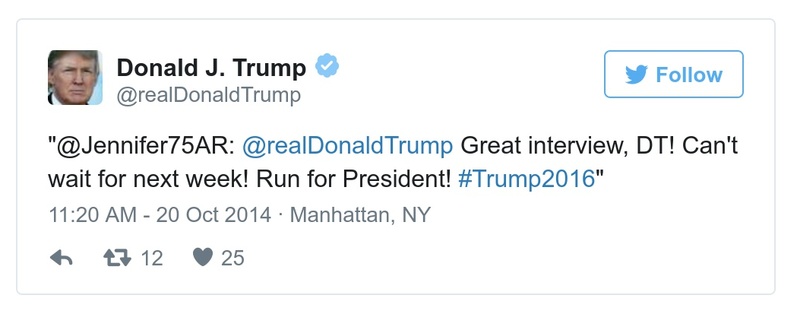 Donald J. Trump
@realDonaldTrump
Follow
"@Jennifer75AR: @realDonaldTrump Great interview, DT! Can't
wait for next week! Run for President! #Trump2016"
11:20 AM - 20 Oct 2014 · Manhattan, NY
12 25